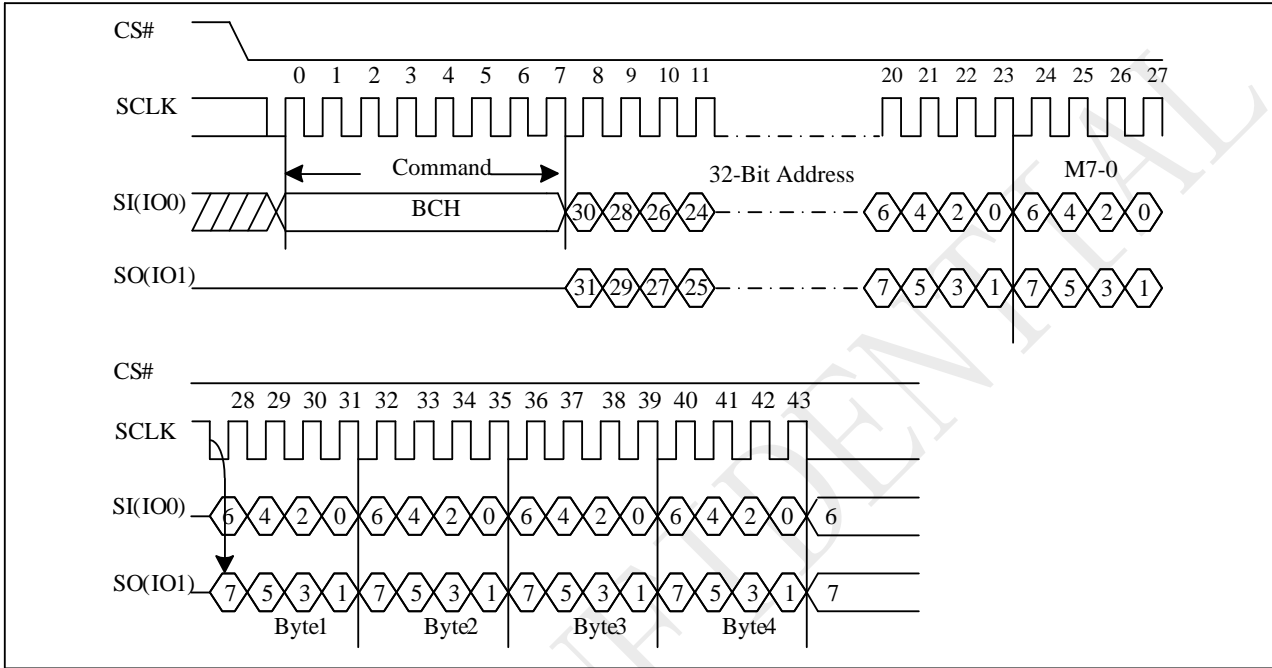 CS#
0 1 2 3 4 5 6 7 8 9 10 11 20 21 22 23 24 25 26 27
SCLK
Command 32-Bit Address M7-0
SI(IO0) BCH 30 28 26 24 6 4 2 0 6 4 2 0
SO(IO1) 31 29 27 25 7 5 3 1 7 5 3 1
CS#
28 29 30 31 32 33 34 35 36 37 38 39 40 41 42 43
SCLK
SI(IO0) 6 4 2 0 6 4 2 0 6 4 2 0 6 4 2 0 6
SO(IO1) 7 5 3 1 7 5 3 1 7 5 3 1 7 5 3 1 7
Byte1 Byte2 Byte3 Byte4